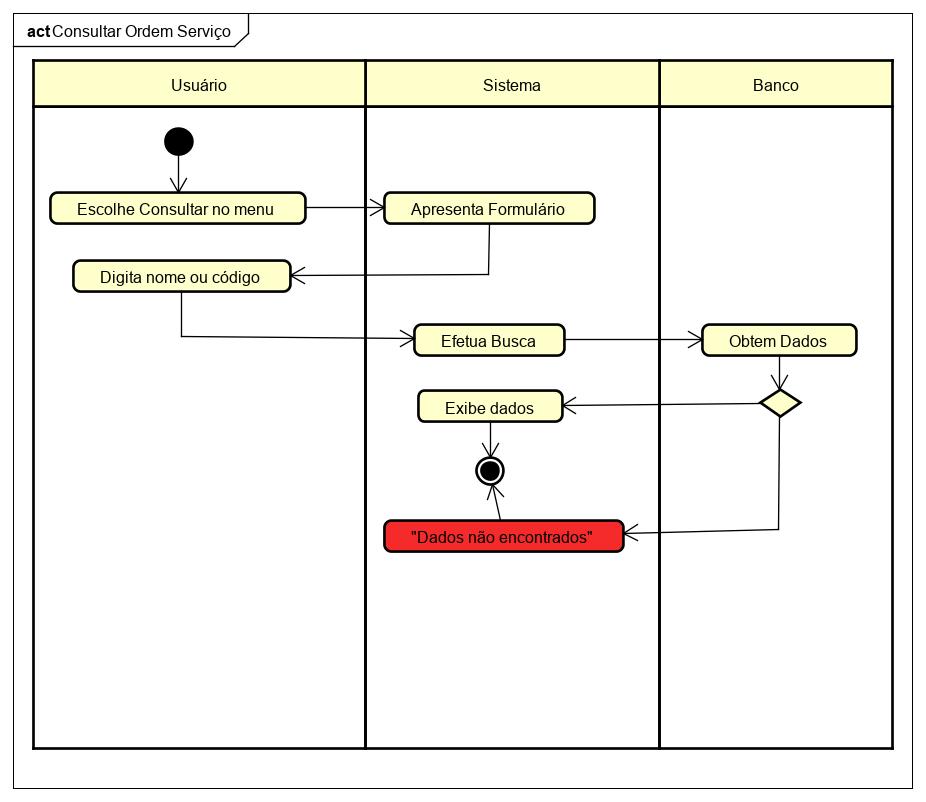 act Consultar Ordem Serviço
Usuário
Sistema
Banco
Escolhe Consultar no menu
Apresenta Formulário
Digita nome ou código
Efetua Busca
Obtem Dados
Exibe dados
"Dados não encontrados"